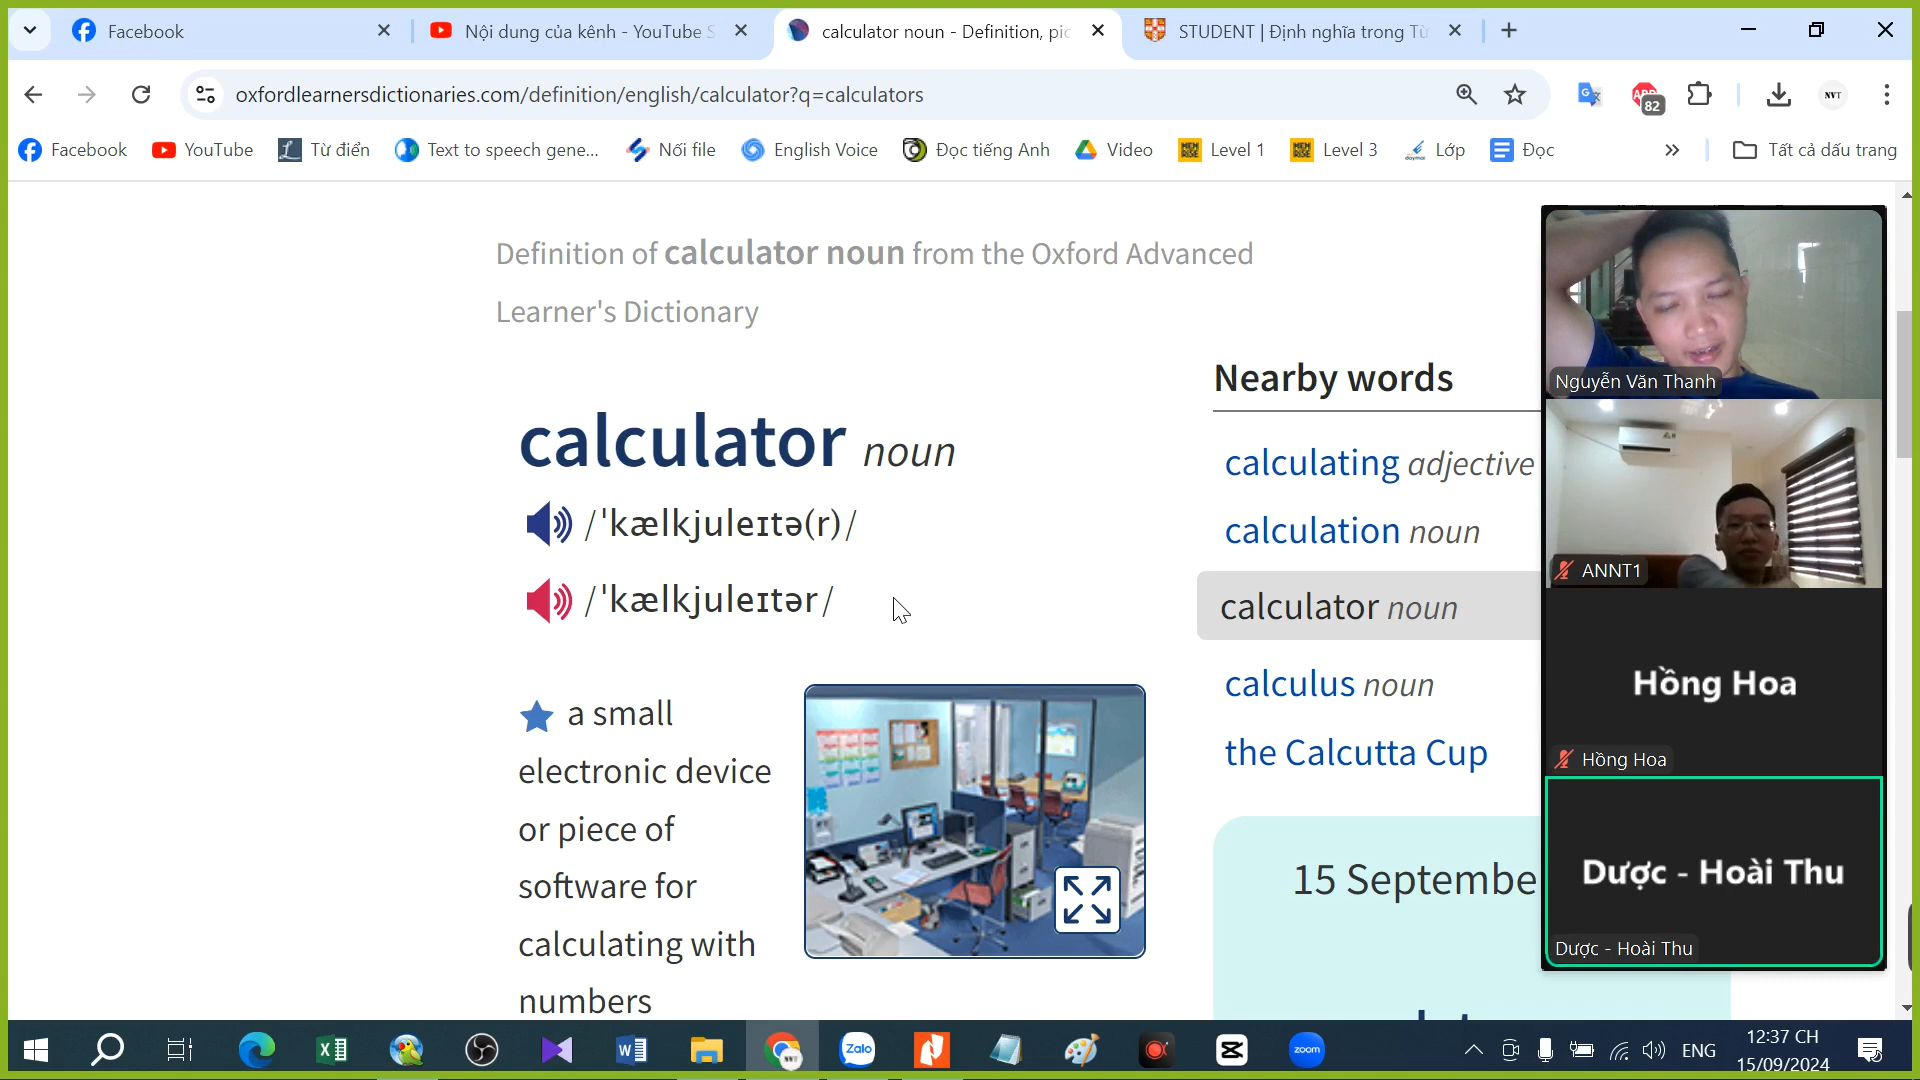 Facebook
Nội dung của kênh - YouTube S
calculator noun - Definition, pic
STUDENT | Định nghĩa trong Từ
oxfordlearnersdictionaries.com/definition/english/calculator?q=calculators
82
NVT
Facebook
YouTube
Từ điển
Text to speech gene...
Nối file
English Voice
Đọc tiếng Anh
Video
Level 1
Level 3
Lớp
Đọc
Tất cả dấu trang
Definition of calculator noun from the Oxford Advanced
Learner's Dictionary
calculator noun
/ˈkælkjuleɪtə(r)/
/ˈkælkjuleɪtər/
a small
electronic device
or piece of
software for
calculating with
numbers
Nearby words
calculating adjective
calculation noun
calculator noun
calculus noun
the Calcutta Cup
15 Septembe
Nguyễn Văn Thanh
ANNT1
Hồng Hoa
Hồng Hoa
Dược - Hoài Thu
Dược - Hoài Thu
Zalo
zoom
ENG
12:37 CH
15/09/2024